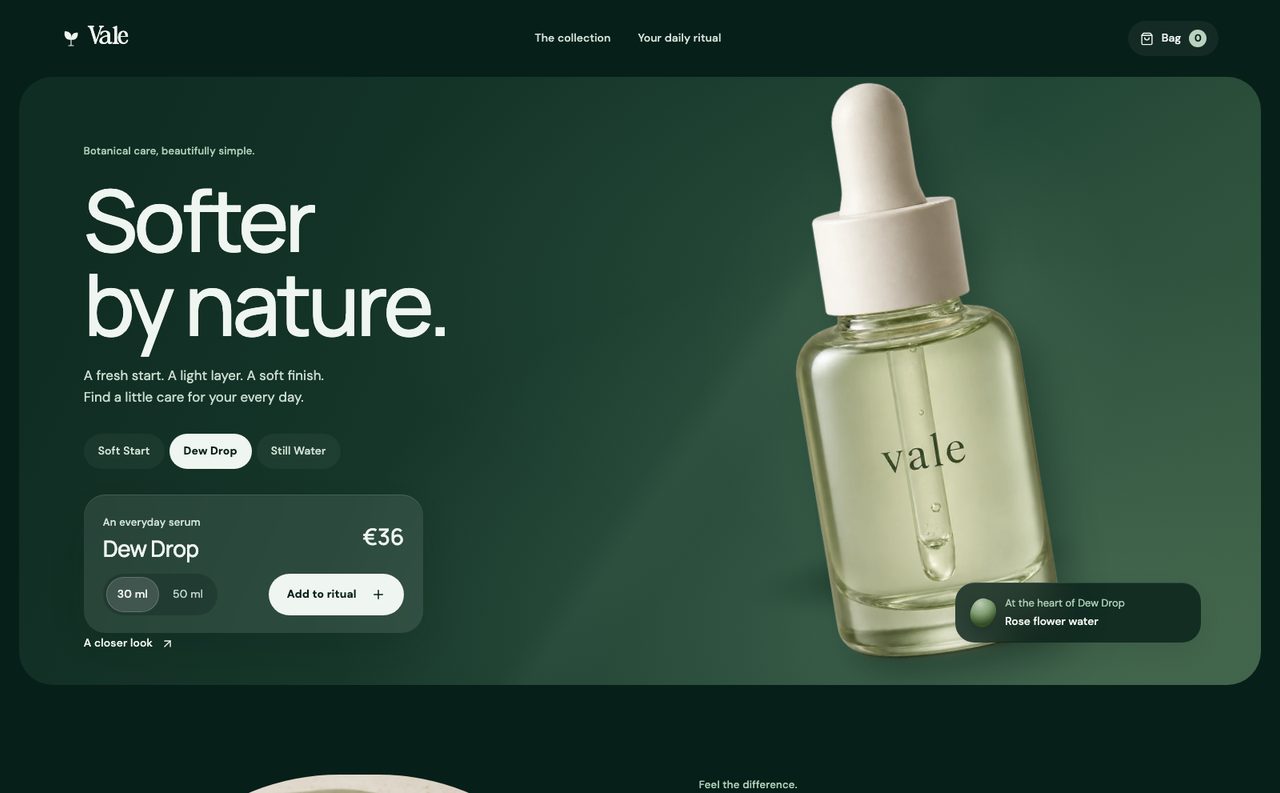 Vale
The collection
Your daily ritual
Bag 0
Botanical care, beautifully simple.
Softer
by nature.
A fresh start. A light layer. A soft finish.
Find a little care for your every day.
Soft Start
Dew Drop
Still Water
An everyday serum
Dew Drop
€36
30 ml
50 ml
Add to ritual
A closer look
vale
At the heart of Dew Drop
Rose flower water
Feel the difference.